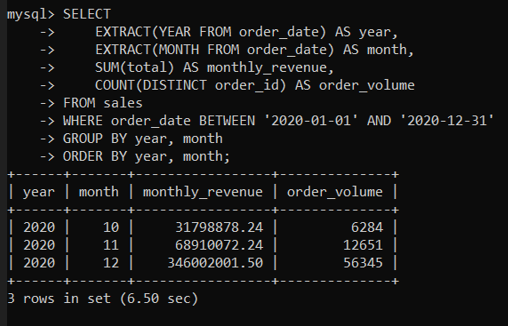 mysql> SELECT
    ->     EXTRACT(YEAR FROM order_date) AS year,
    ->     EXTRACT(MONTH FROM order_date) AS month,
    ->     SUM(total) AS monthly_revenue,
    ->     COUNT(DISTINCT order_id) AS order_volume
    -> FROM sales
    -> WHERE order_date BETWEEN '2020-01-01' AND '2020-12-31'
    -> GROUP BY year, month
    -> ORDER BY year, month;
+------+-------+-----------------+--------------+
| year | month | monthly_revenue | order_volume |
+------+-------+-----------------+--------------+
| 2020 |    10 |     31798878.24 |         6284 |
| 2020 |    11 |     68910072.24 |        12651 |
| 2020 |    12 |    346002001.50 |        56345 |
+------+-------+-----------------+--------------+
3 rows in set (6.50 sec)